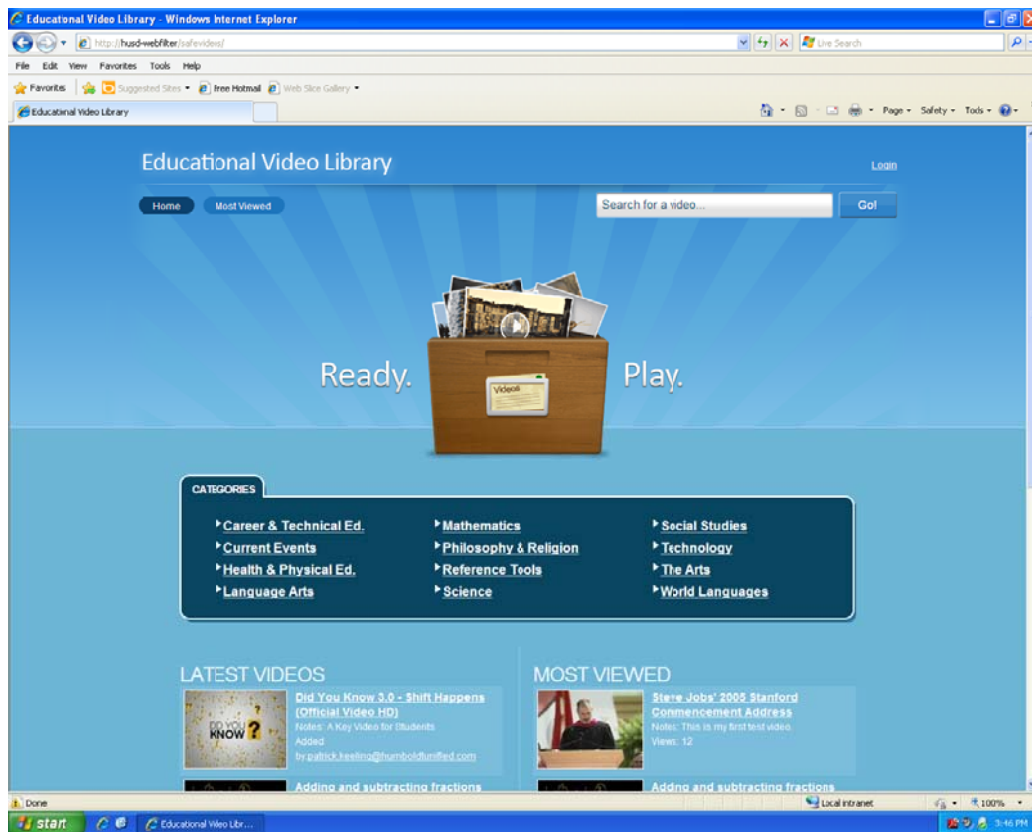 Educational Video Library - Windows Internet Explorer
http://husd-webfilter/safevideos/
Live Search
File Edit View Favorites Tools Help
Favorites Suggested Sites Free Hotmail Web Slice Gallery
Educational Video Library
Page Safety Tools
Educational Video Library
Login
Home Most Viewed
Search for a video... Go!
Ready. Play.
Videos
CATEGORIES
Career & Technical Ed. Mathematics Social Studies
Current Events Philosophy & Religion Technology
Health & Physical Ed. Reference Tools The Arts
Language Arts Science World Languages
LATEST VIDEOS MOST VIEWED
Did You Know 3.0 - Shift Happens
(Official Video HD)
Notes: A Key Video for Students
Added
by:patrick.keeling@humboldtunified.com
DID YOU
KNOW ?
Steve Jobs' 2005 Stanford
Commencement Address
Notes: This is my first test video.
Views: 12
Adding and subtracting fractions
Adding and subtracting fractions
Done Local intranet 100%
start Educational Video Libr... 3:46 PM